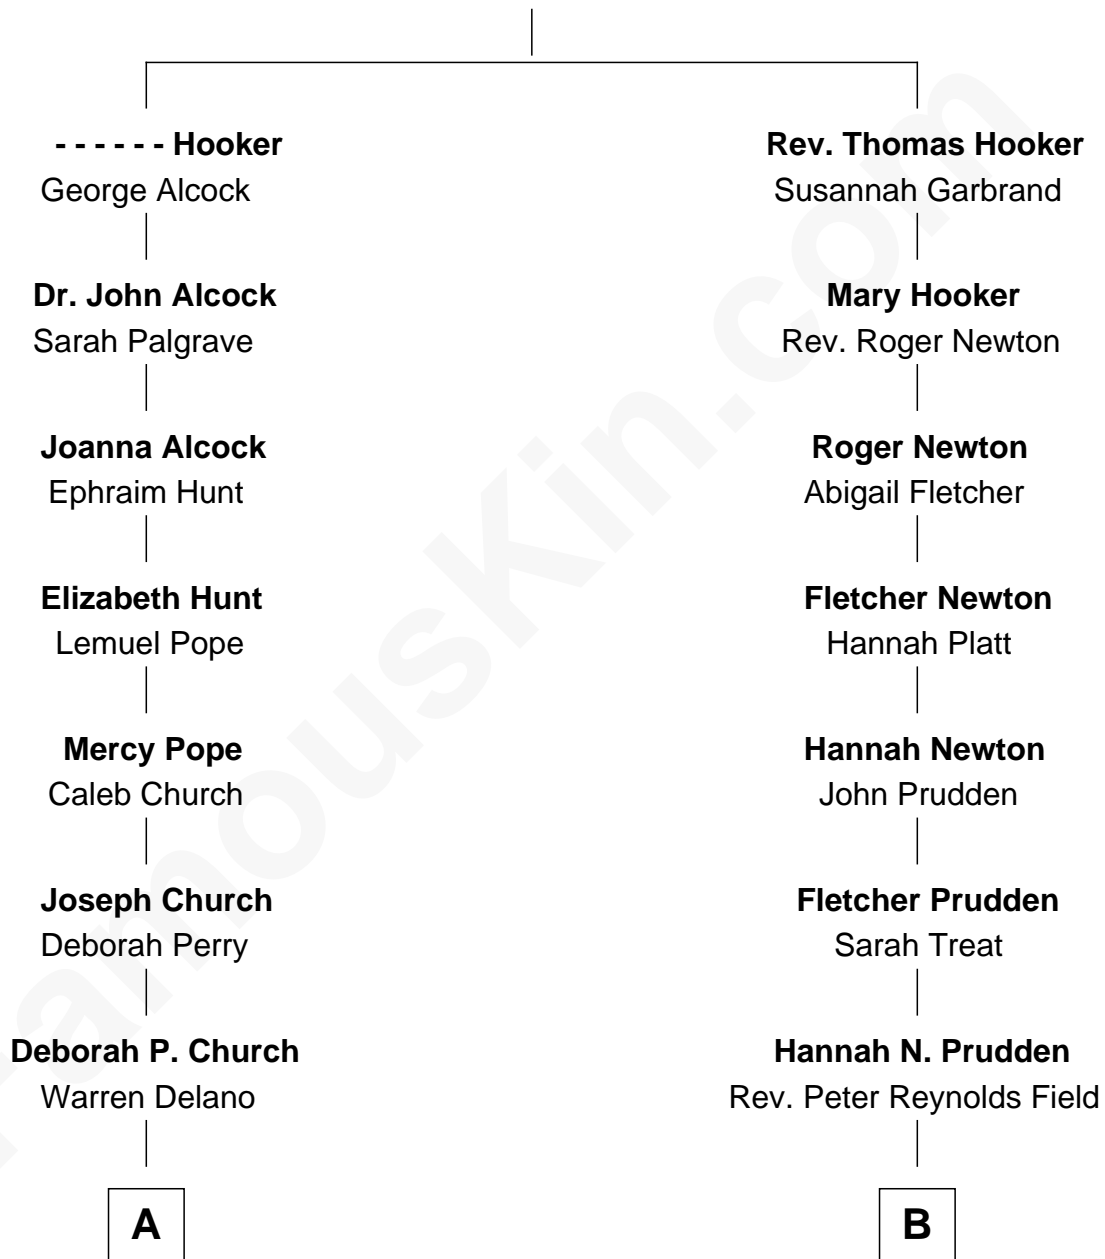 - - - - - - Hooker
George Alcock
Dr. John Alcock
Sarah Palgrave
Joanna Alcock
Ephraim Hunt
Elizabeth Hunt
Lemuel Pope
Mercy Pope
Caleb Church
Joseph Church
Deborah Perry
Deborah P. Church
Warren Delano
A
Rev. Thomas Hooker
Susannah Garbrand
Mary Hooker
Rev. Roger Newton
Roger Newton
Abigail Fletcher
Fletcher Newton
Hannah Platt
Hannah Newton
John Prudden
Fletcher Prudden
Sarah Treat
Hannah N. Prudden
Rev. Peter Reynolds Field
B
FamousKin.com